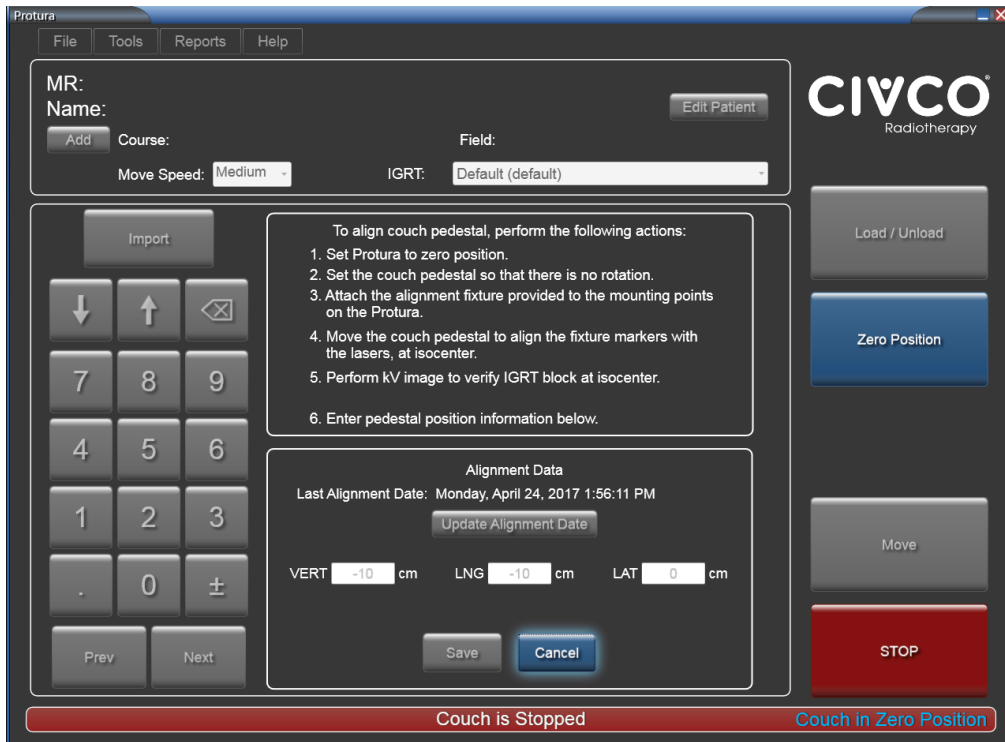 Protura
File Tools Reports Help
MR:
Name:
Edit Patient
Add Course: Field:
Move Speed: Medium IGRT: Default (default)
CIVCO®
Radiotherapy
Import
7 8 9
4 5 6
1 2 3
. 0 ±
Prev Next
To align couch pedestal, perform the following actions:
1. Set Protura to zero position.
2. Set the couch pedestal so that there is no rotation.
3. Attach the alignment fixture provided to the mounting points
on the Protura.
4. Move the couch pedestal to align the fixture markers with
the lasers, at isocenter.
5. Perform kV image to verify IGRT block at isocenter.
6. Enter pedestal position information below.
Alignment Data
Last Alignment Date: Monday, April 24, 2017 1:56:11 PM
Update Alignment Date
VERT -10 cm LNG -10 cm LAT 0 cm
Save Cancel
Load / Unload
Zero Position
Move
STOP
Couch is Stopped
Couch in Zero Position